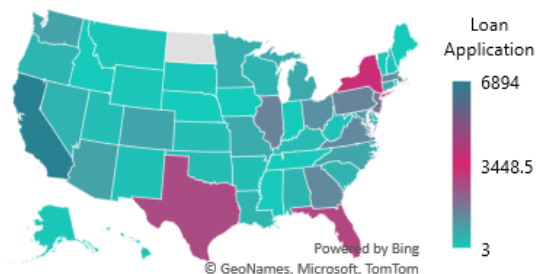 Loan
Application
6894
3448.5
3
Powered by Bing
© GeoNames, Microsoft, TomTom